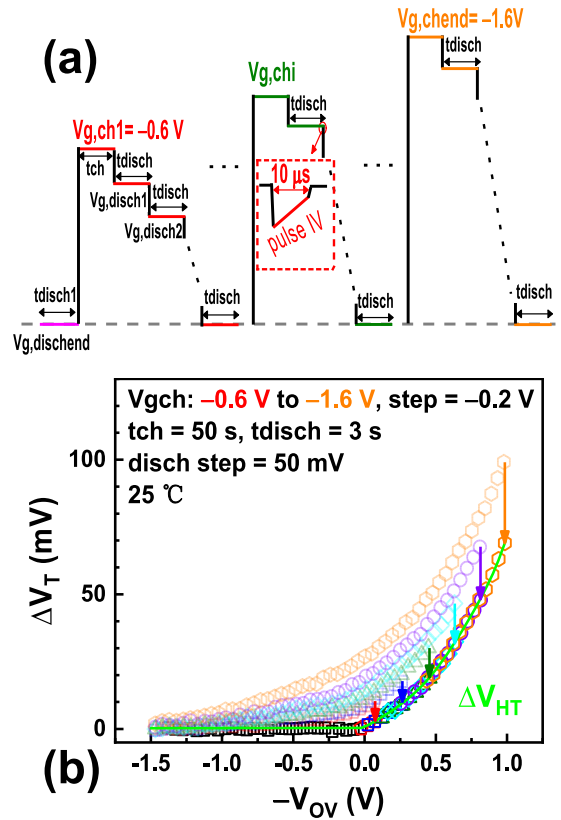 Vg,chend= −1.6V
(a)
tdisch
Vg,chi
tdisch
Vg,ch1= −0.6 V
tch
tdisch
10 µs
Vg,disch1
tdisch
Vg,disch2
pulse IV
tdisch1
tdisch
tdisch
tdisch
Vg,dischend
Vgch: −0.6 V to −1.6 V, step = −0.2 V
tch = 50 s, tdisch = 3 s
disch step = 50 mV
25 ℃
100
50
0
ΔVT (mV)
ΔVHT
(b)
-1.5
-1.0
-0.5
0.0
0.5
1.0
−VOV (V)